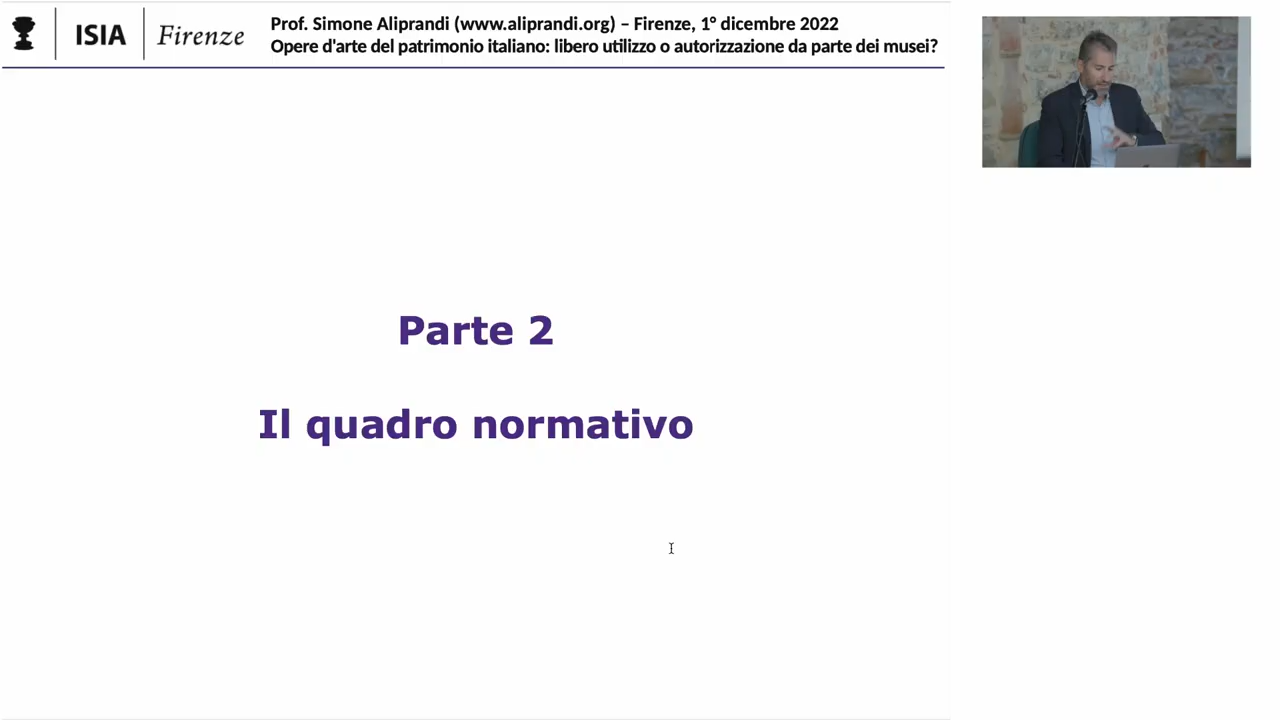 ISIA Firenze
Prof. Simone Aliprandi (www.aliprandi.org) – Firenze, 1° dicembre 2022
Opere d'arte del patrimonio italiano: libero utilizzo o autorizzazione da parte dei musei?
Parte 2
Il quadro normativo